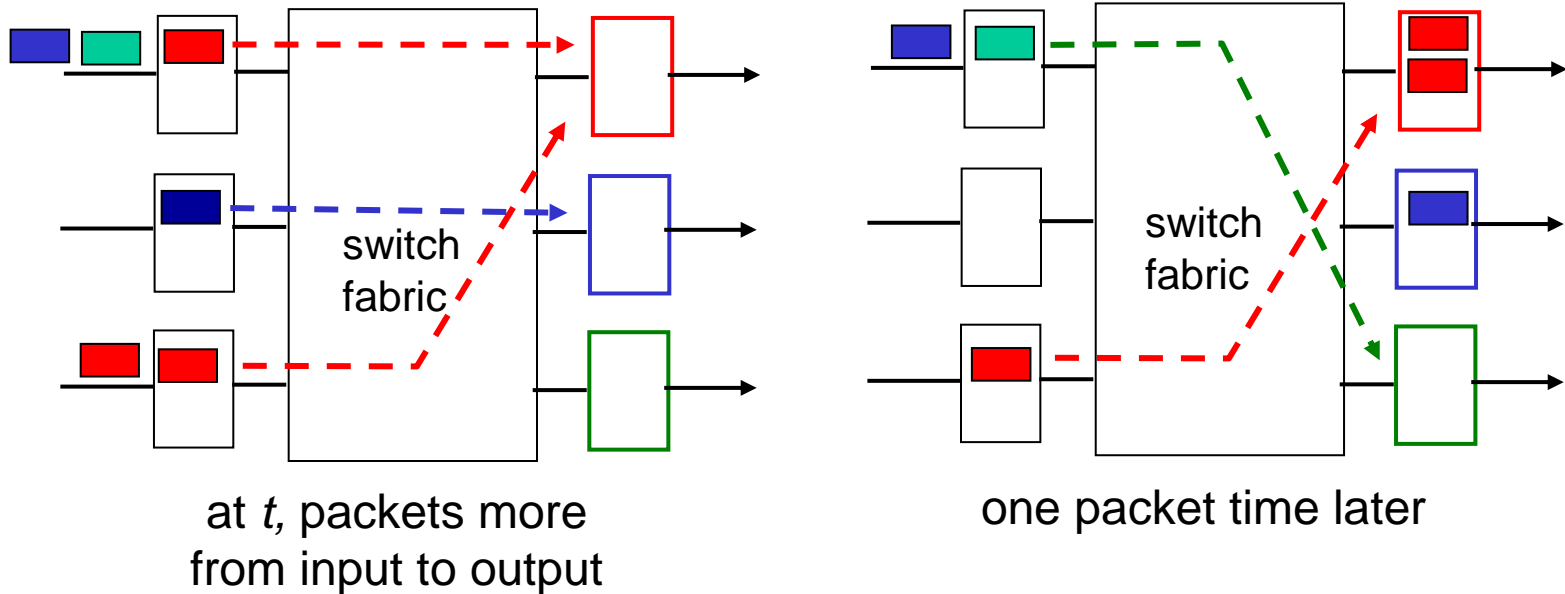 switch
fabric
switch
fabric
at t, packets more
from input to output
one packet time later